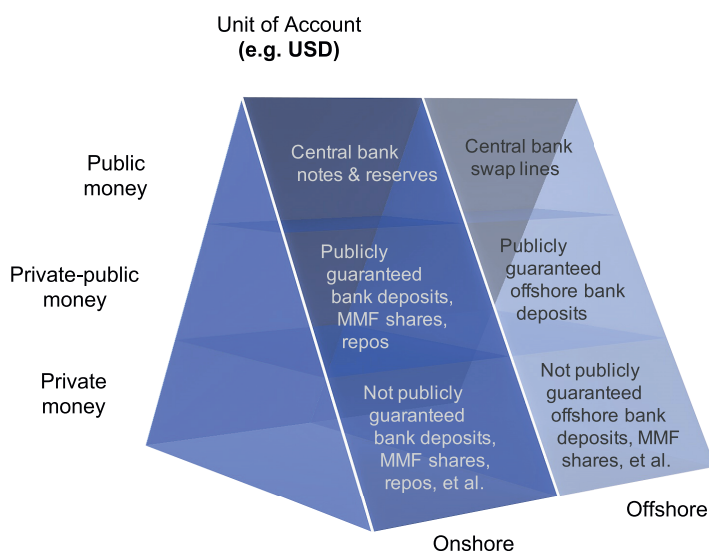 Unit of Account
(e.g. USD)
Public
money
Central bank
notes & reserves
Central bank
swap lines
Private-public
money
Publicly
guaranteed
bank deposits,
MMF shares,
repos
Publicly
guaranteed
offshore bank
deposits
Private
money
Not publicly
guaranteed
bank deposits,
MMF shares,
repos, et al.
Not publicly
guaranteed
offshore bank
deposits, MMF
shares, et al.
Onshore
Offshore